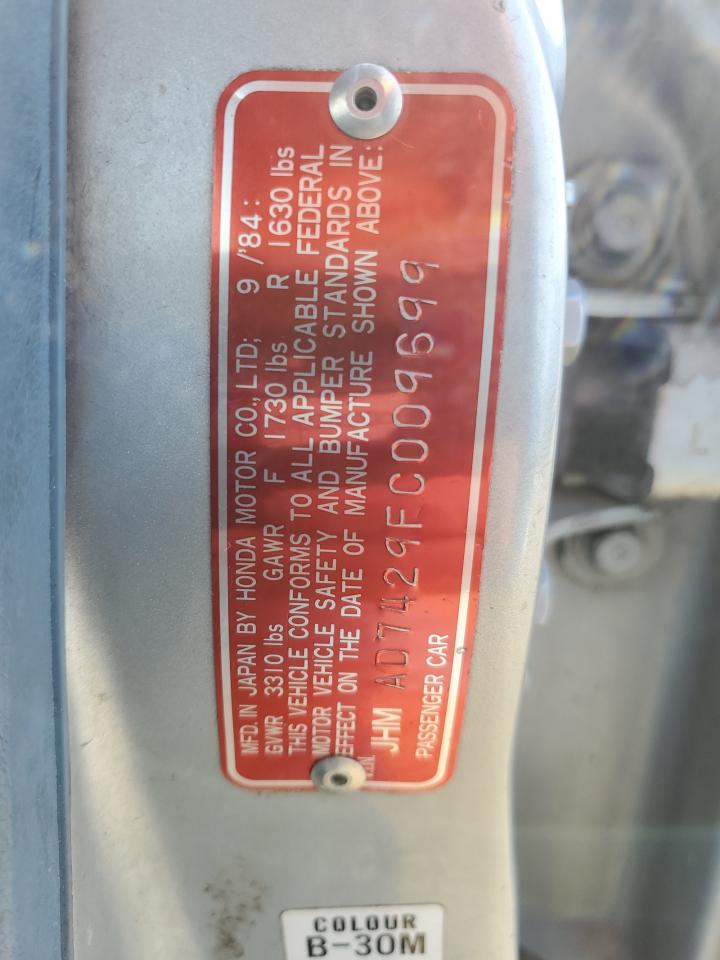 MFD. IN JAPAN BY HONDA MOTOR CO., LTD; 9 /'84:
GVWR 3310 lbs GAWR F 1730 lbs R 1630 lbs
THIS VEHICLE CONFORMS TO ALL APPLICABLE FEDERAL
MOTOR VEHICLE SAFETY AND BUMPER STANDARDS IN
EFFECT ON THE DATE OF MANUFACTURE SHOWN ABOVE:
JHM AD7429FC009699
PASSENGER CAR
COLOUR
B-30M